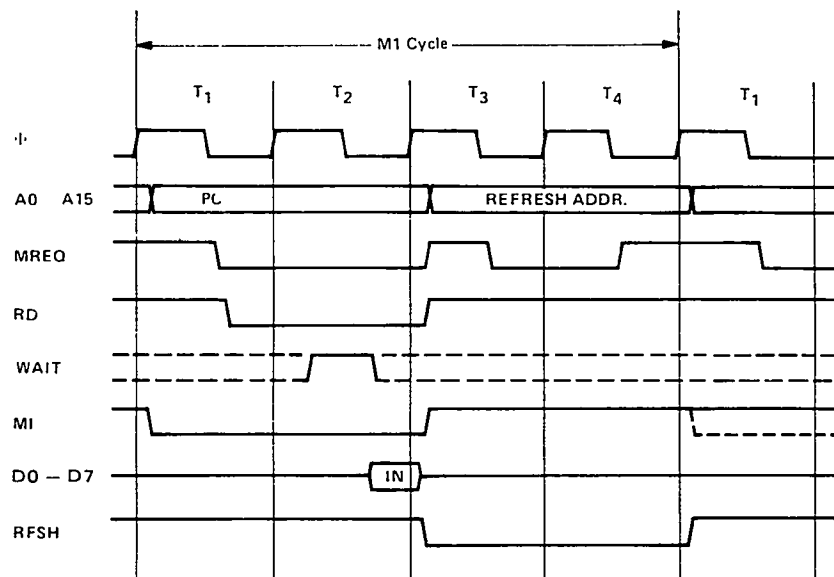 M1 Cycle
T1 T2 T3 T4 T1
A0 A15 PC REFRESH ADDR.
MREQ
RD
WAIT
MI
D0 — D7 IN
RFSH